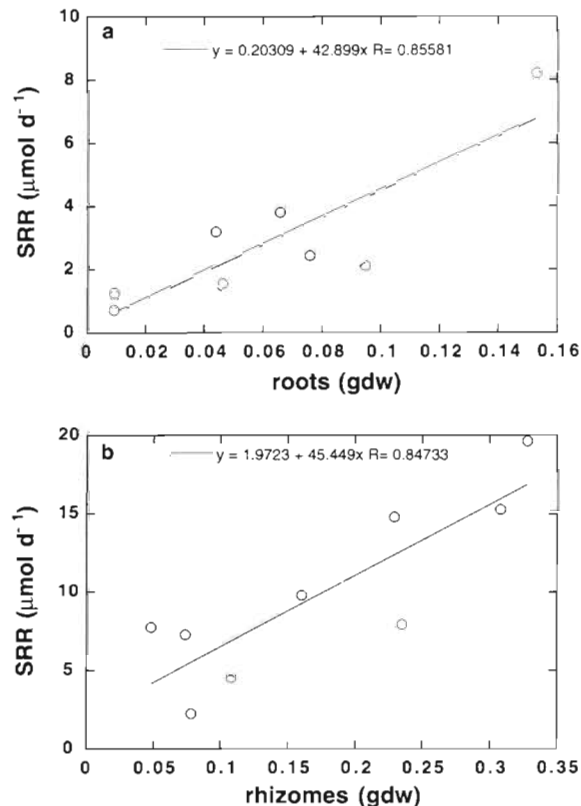 a
y = 0.20309 + 42.899x R= 0.85581
SRR (μmol d⁻¹)
10
8
6
4
2
0
0 0.02 0.04 0.06 0.08 0.1 0.12 0.14 0.16
roots (gdw)
b
y = 1.9723 + 45.449x R= 0.84733
SRR (μmol d⁻¹)
20
15
10
5
0
0 0.05 0.1 0.15 0.2 0.25 0.3 0.35
rhizomes (gdw)